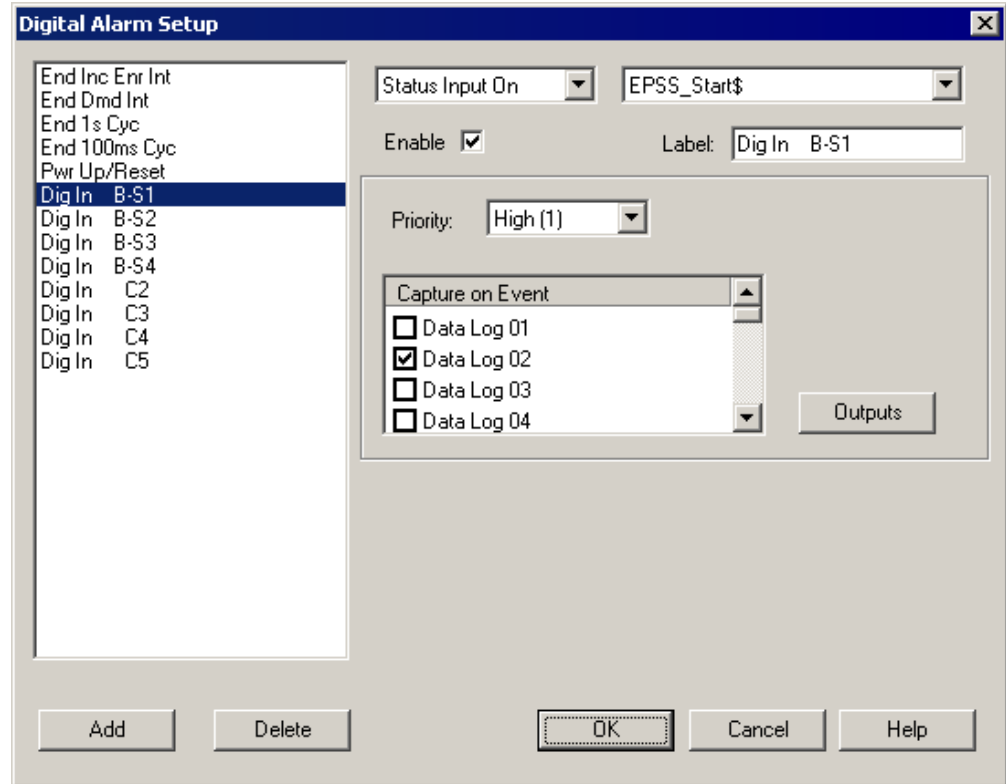 Digital Alarm Setup
End Inc Enr Int
End Dmd Int
End 1s Cyc
End 100ms Cyc
Pwr Up/Reset
Dig In B-S1
Dig In B-S2
Dig In B-S3
Dig In B-S4
Dig In C2
Dig In C3
Dig In C4
Dig In C5
Status Input On
EPSS_Start$
Enable
Label: Dig In B-S1
Priority: High (1)
Capture on Event
Data Log 01
Data Log 02
Data Log 03
Data Log 04
Outputs
Add
Delete
OK
Cancel
Help